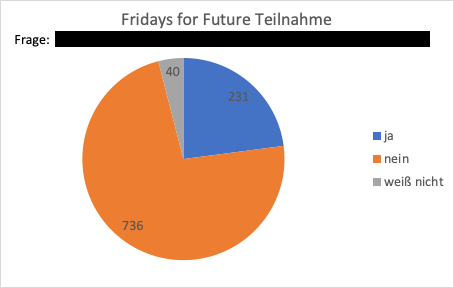 Fridays for Future Teilnahme
Frage:
40
231
736
ja
nein
weiß nicht